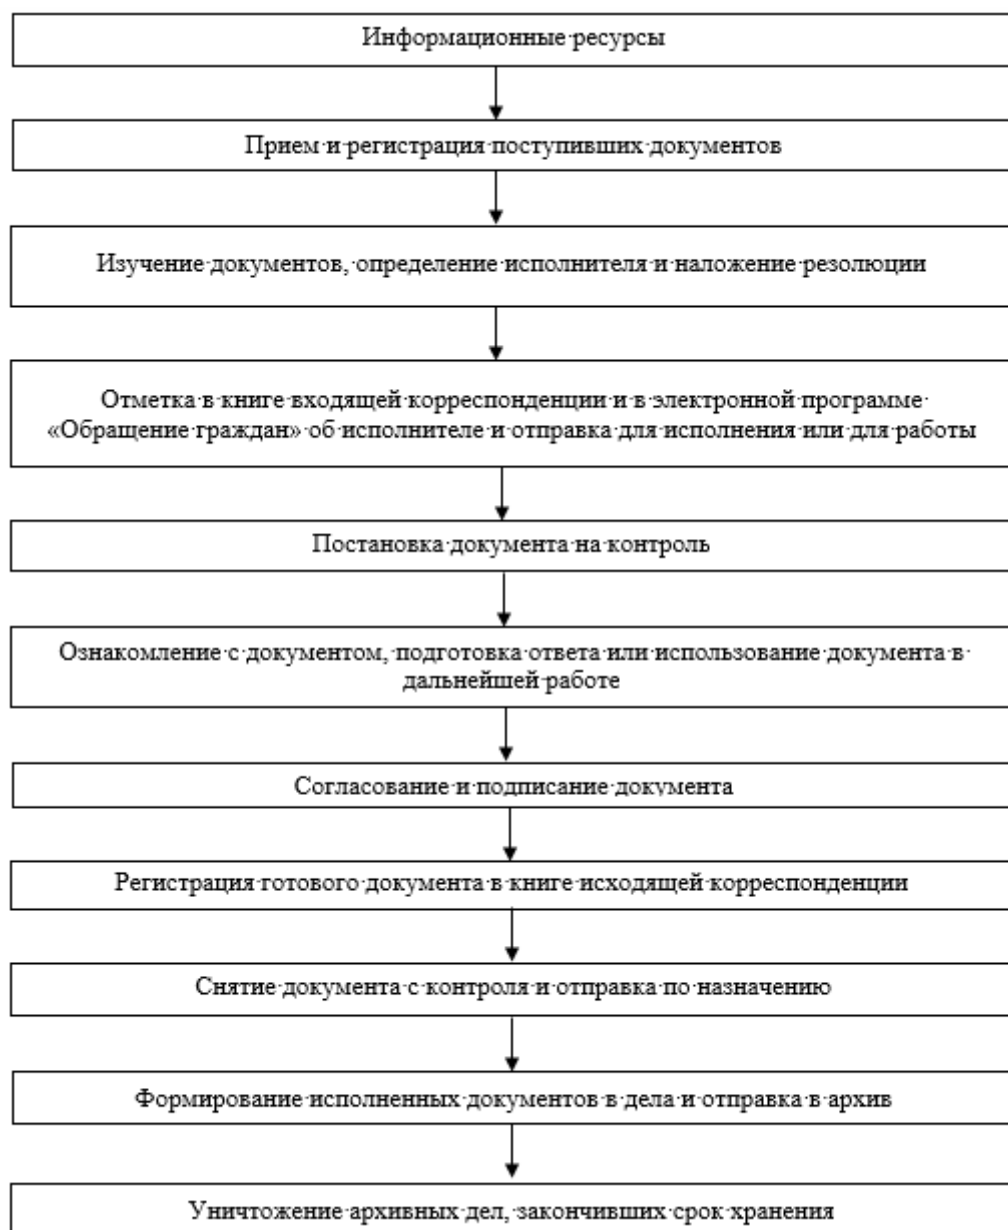 Информационные ресурсы
Прием и регистрация поступивших документов
Изучение документов, определение исполнителя и наложение резолюции
Отметка в книге входящей корреспонденции и в электронной программе
«Обращение граждан» об исполнителе и отправка для исполнения или для работы
Постановка документа на контроль
Ознакомление с документом, подготовка ответа или использование документа в
дальнейшей работе
Согласование и подписание документа
Регистрация готового документа в книге исходящей корреспонденции
Снятие документа с контроля и отправка по назначению
Формирование исполненных документов в дела и отправка в архив
Уничтожение архивных дел, закончивших срок хранения